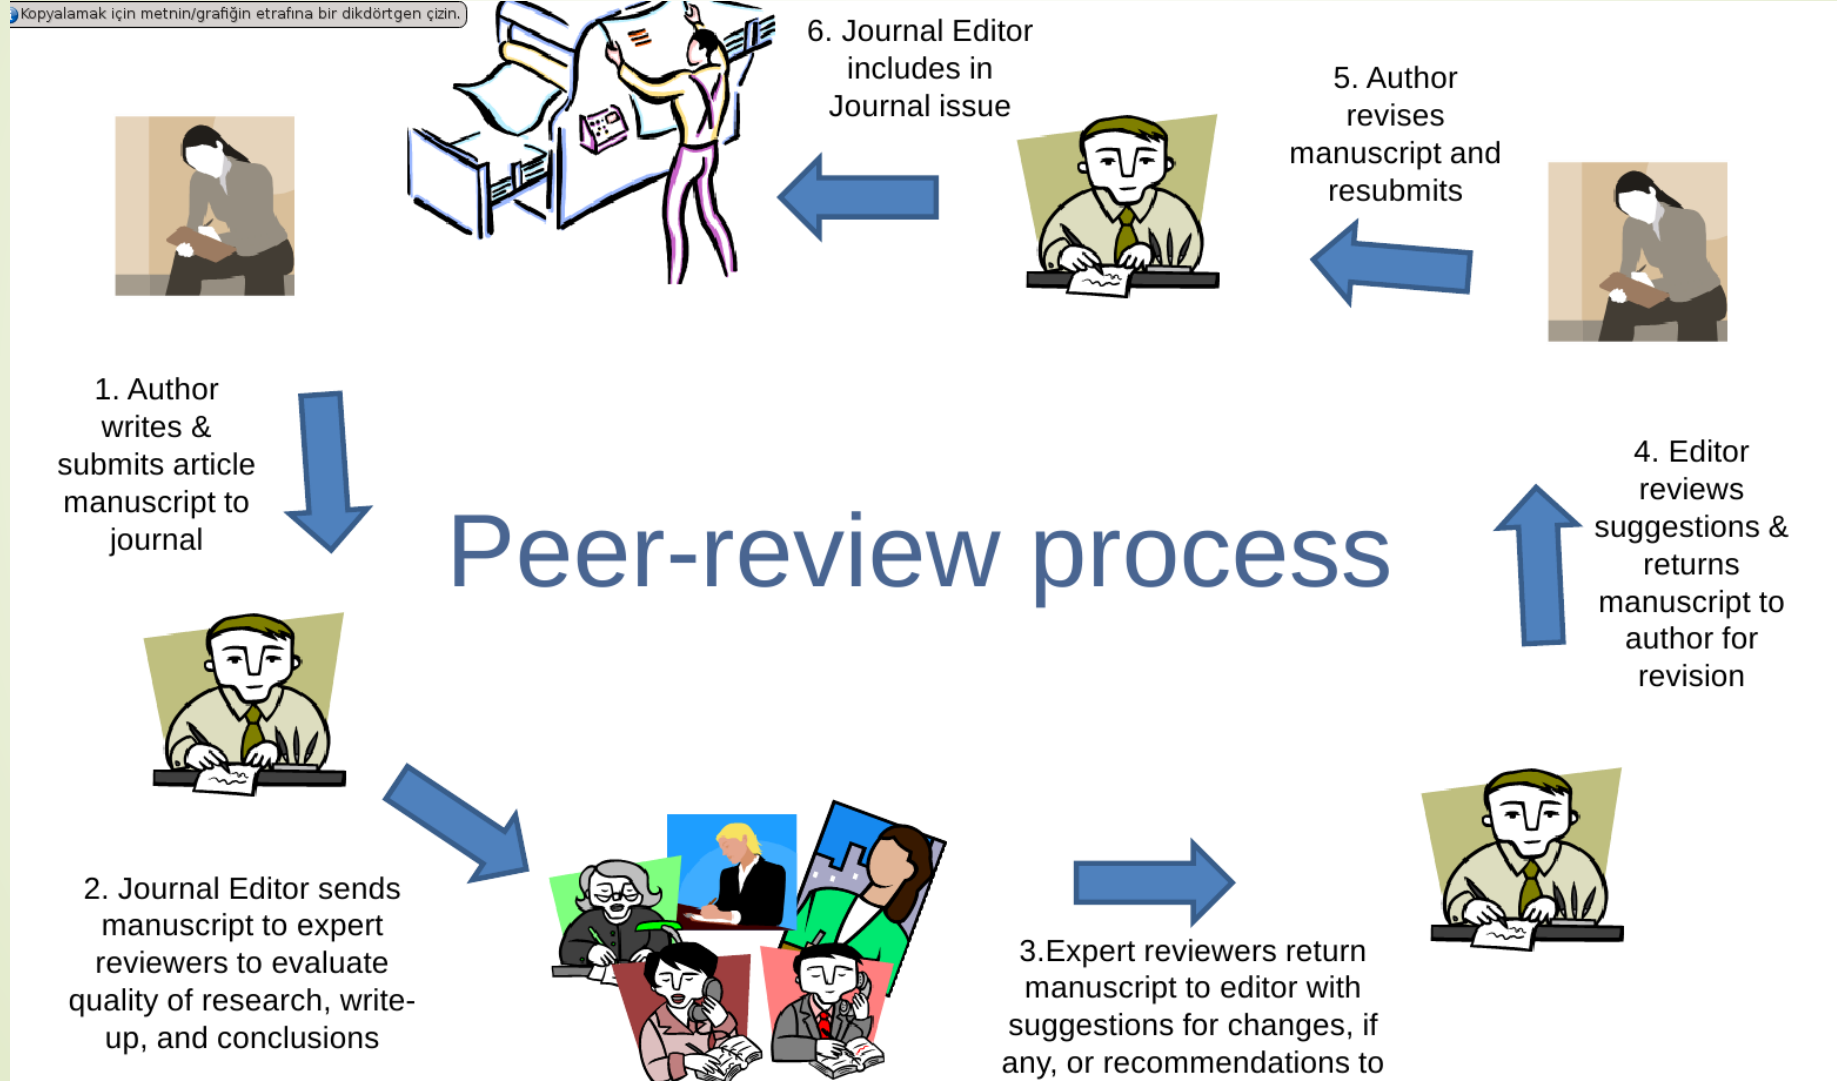 Kopyalamak için metnin/grafiğin etrafına bir dikdörtgen çizin.
6. Journal Editor
includes in
Journal issue
5. Author
revises
manuscript and
resubmits
1. Author
writes &
submits article
manuscript to
journal
Peer-review process
4. Editor
reviews
suggestions &
returns
manuscript to
author for
revision
2. Journal Editor sends
manuscript to expert
reviewers to evaluate
quality of research, write-
up, and conclusions
3.Expert reviewers return
manuscript to editor with
suggestions for changes, if
any, or recommendations to